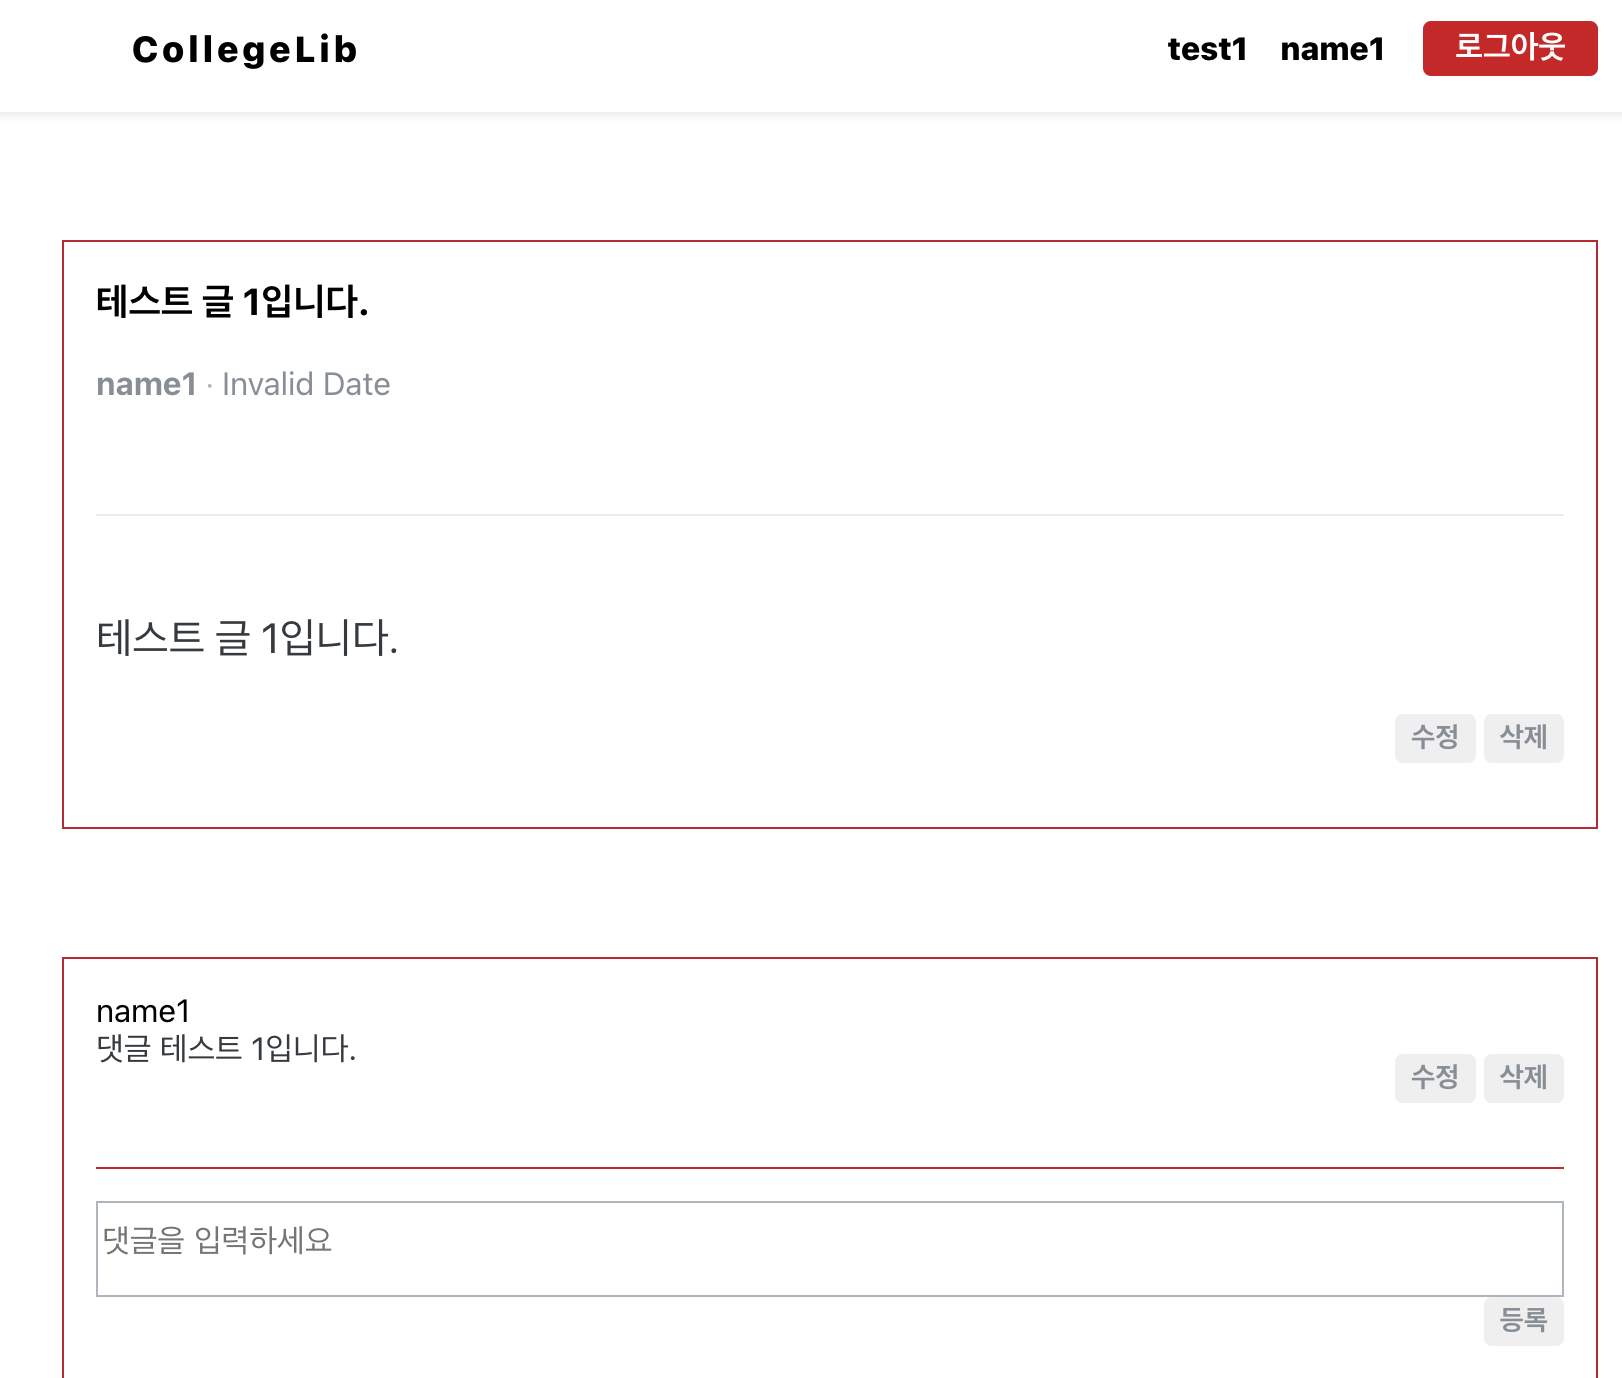 CollegeLib test1 name1 로그아웃
테스트 글 1입니다.
name1 · Invalid Date
테스트 글 1입니다.
수정 삭제
name1
댓글 테스트 1입니다.
수정 삭제
댓글을 입력하세요
등록